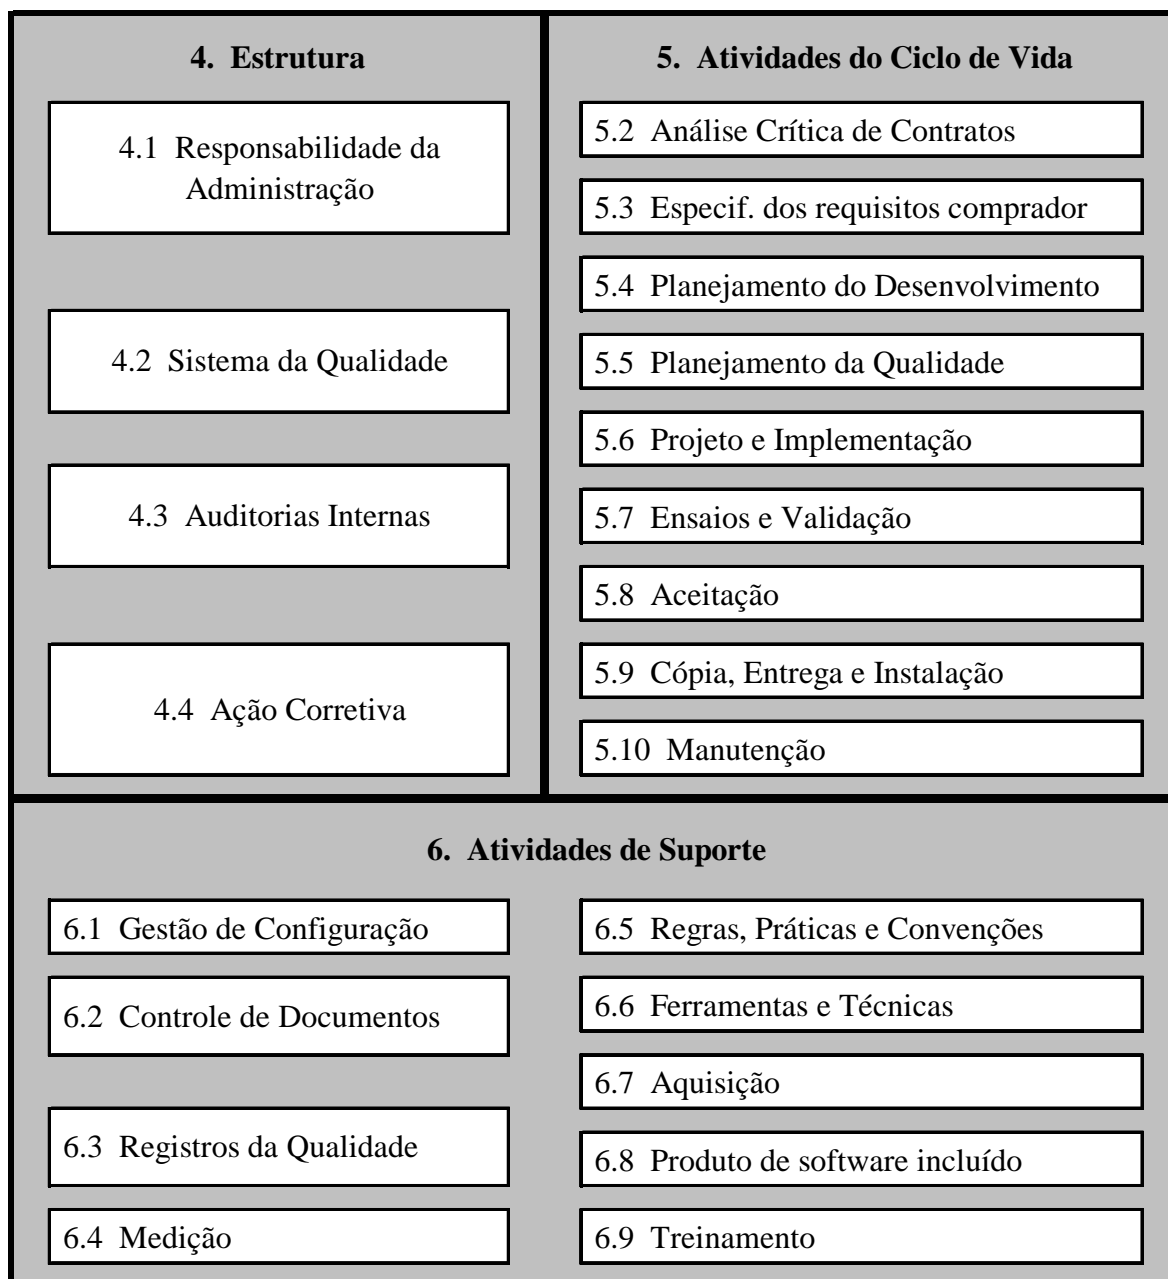 4. Estrutura
4.1 Responsabilidade da
Administração
4.2 Sistema da Qualidade
4.3 Auditorias Internas
4.4 Ação Corretiva
5. Atividades do Ciclo de Vida
5.2 Análise Crítica de Contratos
5.3 Especif. dos requisitos comprador
5.4 Planejamento do Desenvolvimento
5.5 Planejamento da Qualidade
5.6 Projeto e Implementação
5.7 Ensaios e Validação
5.8 Aceitação
5.9 Cópia, Entrega e Instalação
5.10 Manutenção
6. Atividades de Suporte
6.1 Gestão de Configuração
6.2 Controle de Documentos
6.3 Registros da Qualidade
6.4 Medição
6.5 Regras, Práticas e Convenções
6.6 Ferramentas e Técnicas
6.7 Aquisição
6.8 Produto de software incluído
6.9 Treinamento